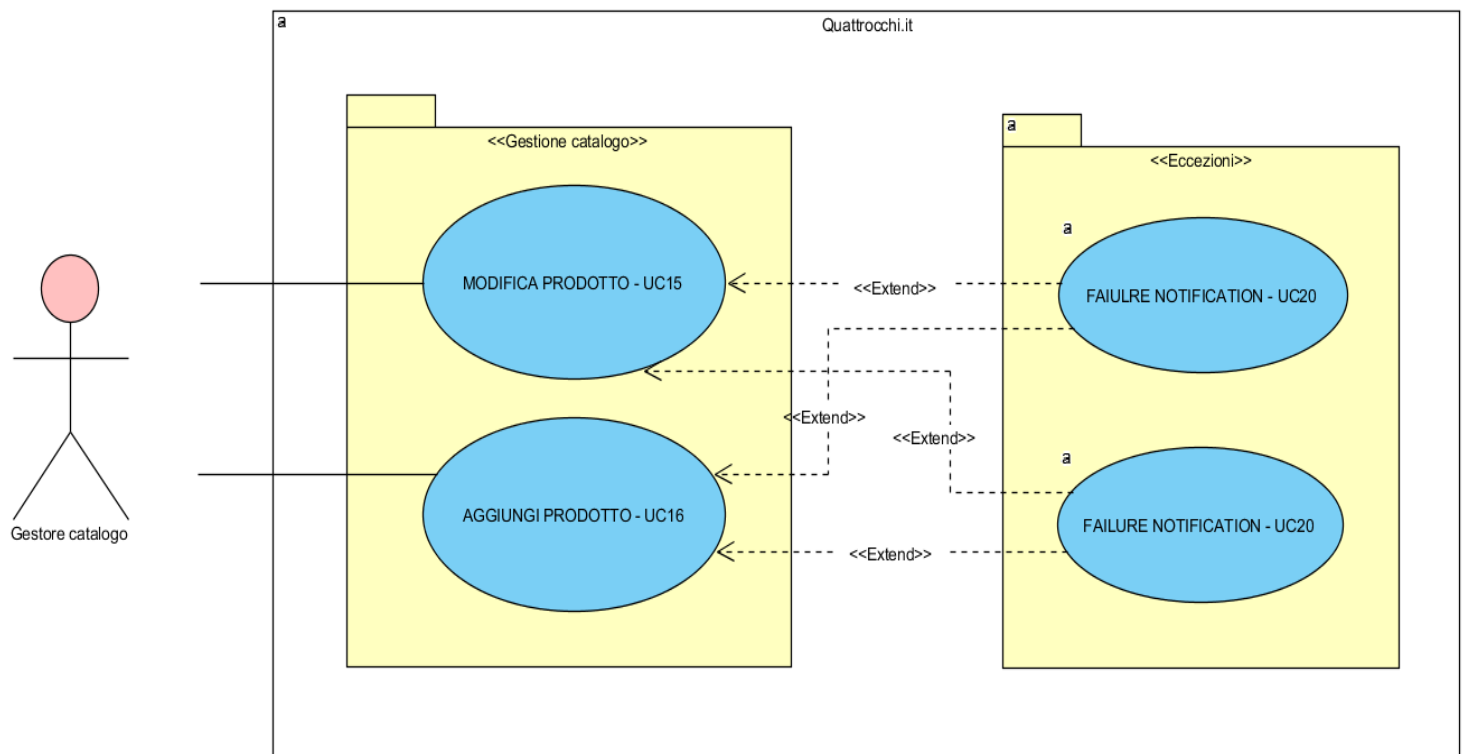 a
Quattrocchi.it
<<Gestione catalogo>>
a
<<Eccezioni>>
MODIFICA PRODOTTO - UC15
<<Extend>>
a
FAIULRE NOTIFICATION - UC20
<<Extend>>
<<Extend>>
AGGIUNGI PRODOTTO - UC16
<<Extend>>
a
FAILURE NOTIFICATION - UC20
Gestore catalogo